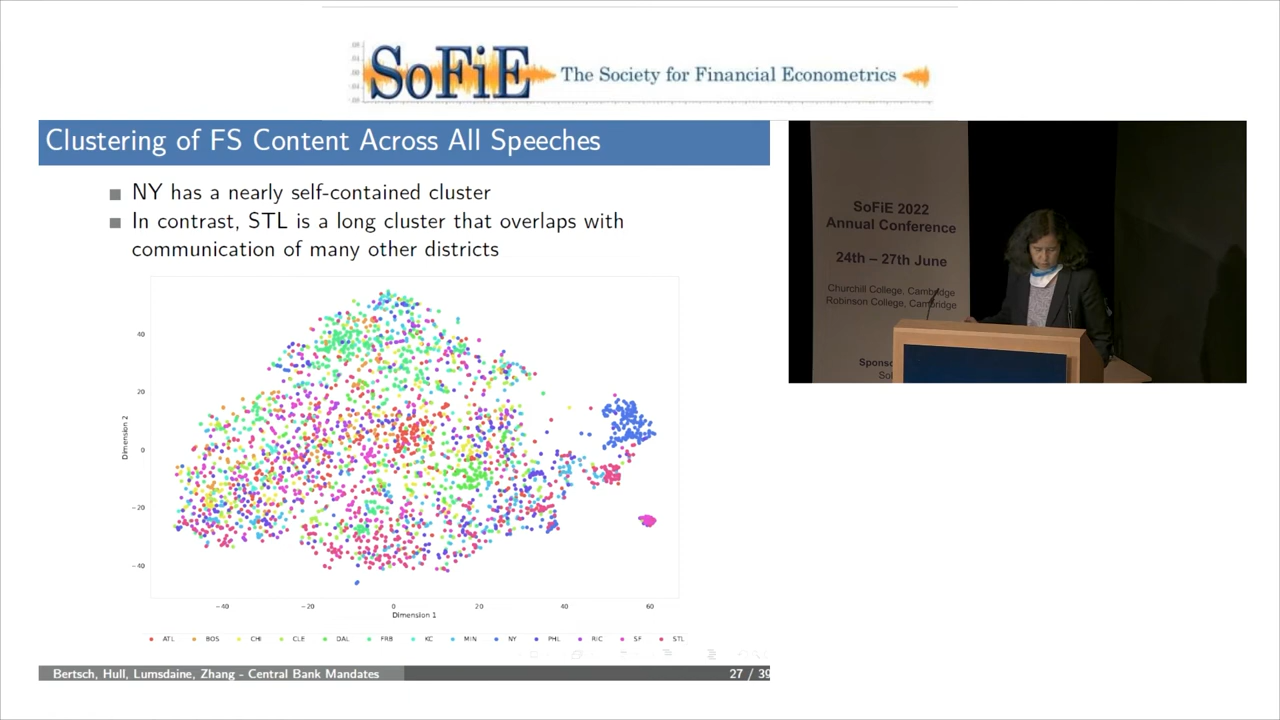 SoFiE The Society for Financial Econometrics
Clustering of FS Content Across All Speeches
NY has a nearly self-contained cluster
In contrast, STL is a long cluster that overlaps with
communication of many other districts
40
20
0
−20
−40
Dimension 2
−40 −20 0 20 40 60
Dimension 1
ATL BOS CHI CLE DAL FRB KC MIN NY PHL RIC SF STL
Bertsch, Hull, Lumsdaine, Zhang - Central Bank Mandates
27 / 39
SoFiE 2022
Annual Conference
24th – 27th June
Churchill College, Cambridge
Robinson College, Cambridge